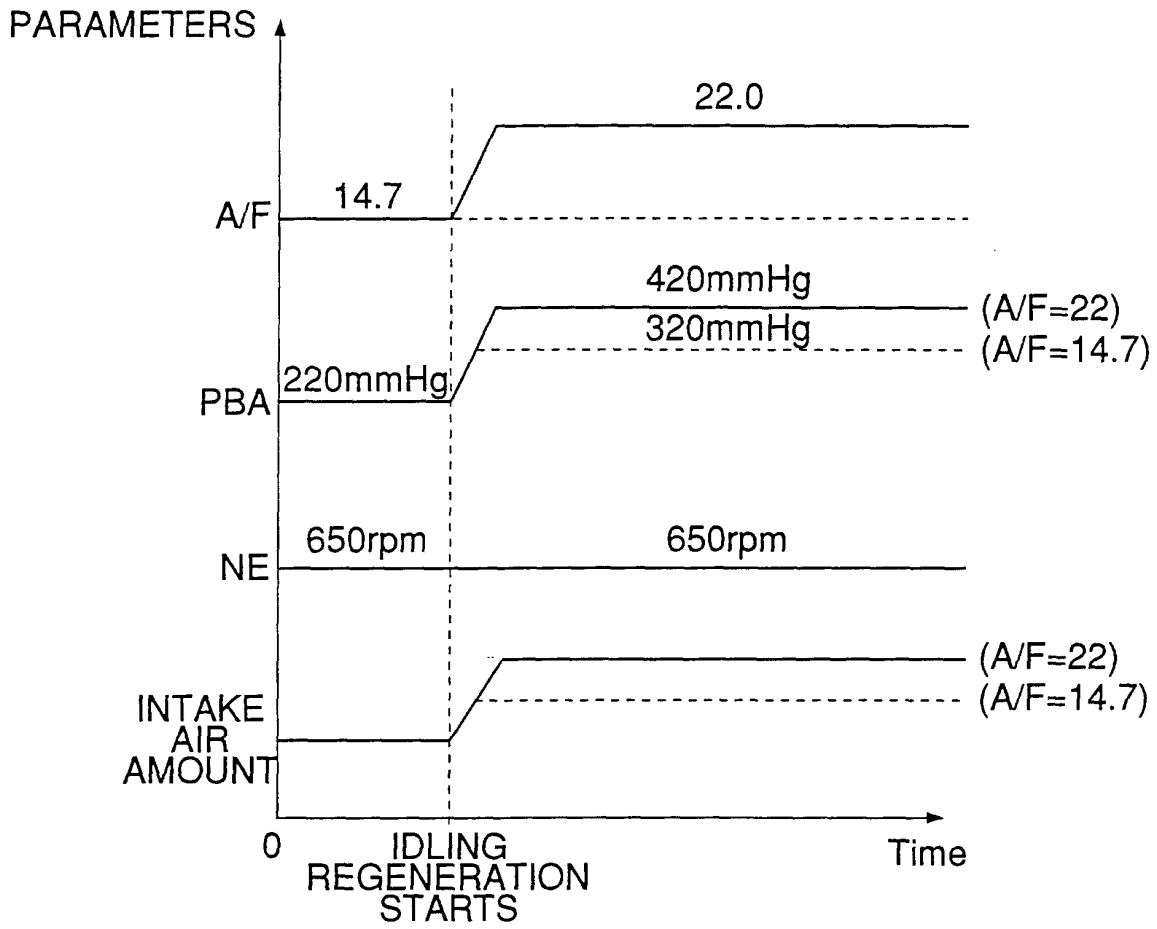 PARAMETERS
22.0
14.7
A/F
420mmHg
(A/F=22)
320mmHg
(A/F=14.7)
220mmHg
PBA
650rpm
650rpm
NE
(A/F=22)
(A/F=14.7)
INTAKE
AIR
AMOUNT
0
IDLING
REGENERATION
STARTS
Time